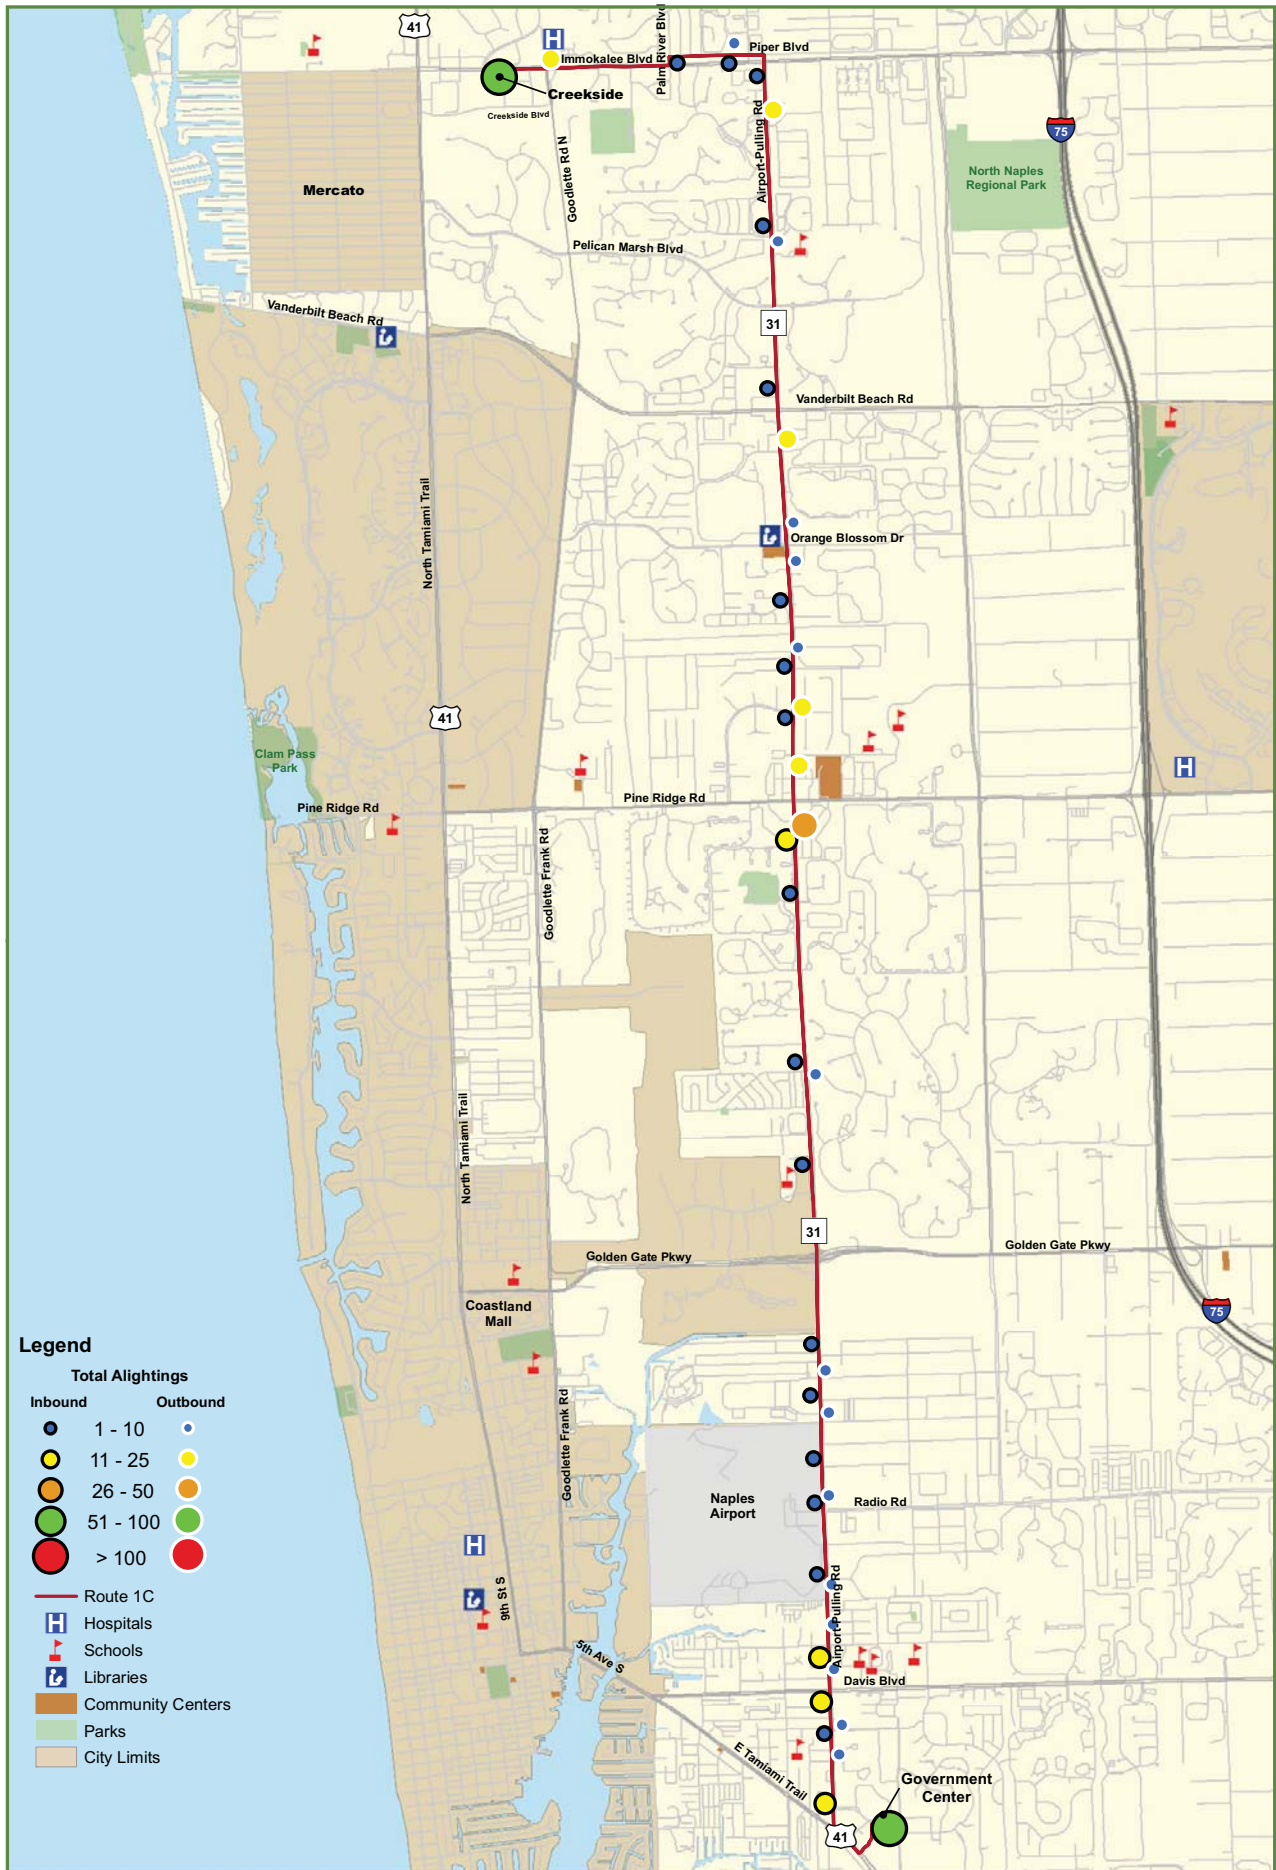 41
H
Palm River Blvd
Piper Blvd
Immokalee Blvd
Creekside
Creekside Blvd
Airport-Pulling Rd
75
Goodlette Rd N
North Naples
Regional Park
Mercato
Pelican Marsh Blvd
Vanderbilt Beach Rd
31
Vanderbilt Beach Rd
North Tamiami Trail
Orange Blossom Dr
41
Clam Pass
Park
H
Pine Ridge Rd
Pine Ridge Rd
Goodlette Frank Rd
North Tamiami Trail
31
Golden Gate Pkwy
Golden Gate Pkwy
Coastland
Mall
75
Goodlette Frank Rd
Naples
Airport
Radio Rd
H
9th St S
Airport-Pulling Rd
5th Ave S
Davis Blvd
E Tamiami Trail
Government
Center
41
Legend
Total Alightings
Inbound
Outbound
1 - 10
11 - 25
26 - 50
51 - 100
> 100
Route 1C
H
Hospitals
Schools
Libraries
Community Centers
Parks
City Limits